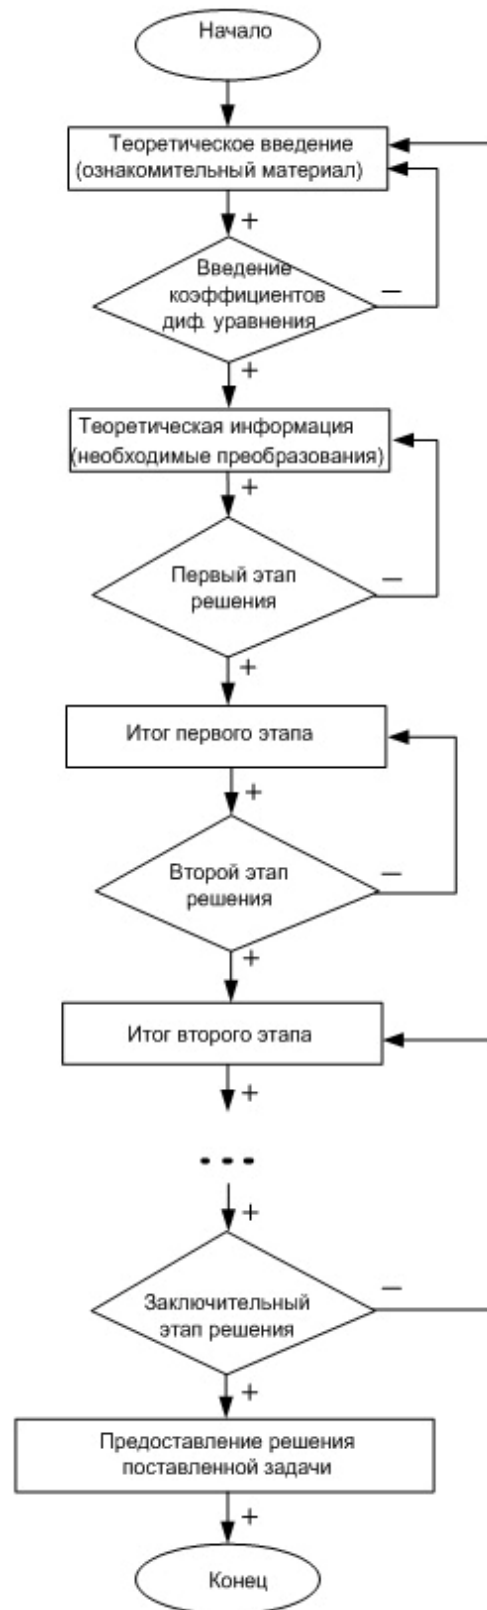 Начало
Теоретическое введение
(ознакомительный материал)
+
Введение
коэффициентов
диф. уравнения
—
+
Теоретическая информация
(необходимые преобразования)
+
Первый этап
решения
—
+
Итог первого этапа
+
Второй этап
решения
—
+
Итог второго этапа
+
...
+
Заключительный
этап решения
—
+
Предоставление решения
поставленной задачи
+
Конец